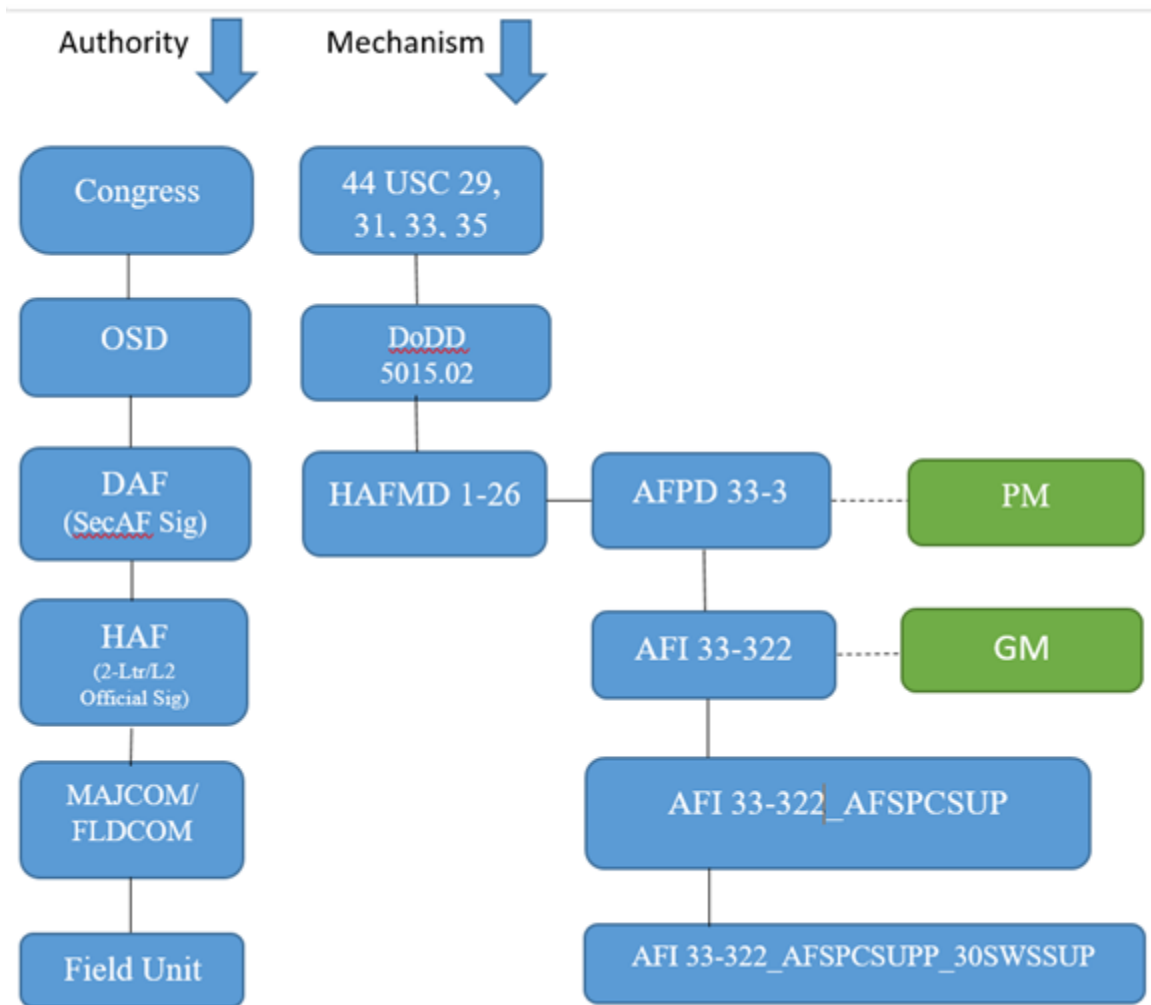 Authority
Mechanism
Congress
44 USC 29,
31, 33, 35
OSD
DoDD
5015.02
DAF
(SecAF Sig)
HAFMD 1-26
AFPD 33-3
PM
HAF
(2-Ltr/L2
Official Sig)
AFI 33-322
GM
MAJCOM/
FLDCOM
AFI 33-322_AFSPCSUP
Field Unit
AFI 33-322_AFSPCSUPP_30SWSSUP